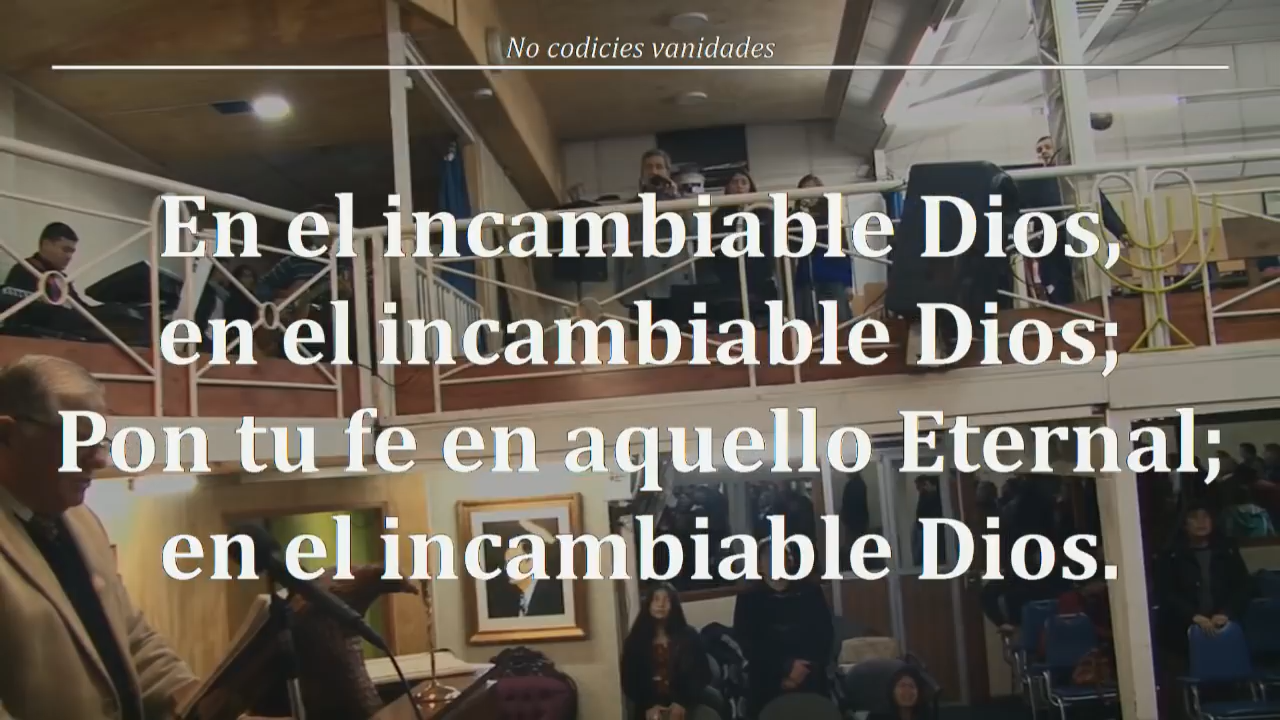 No codicies vanidades
En el incambiable Dios,
en el incambiable Dios;
Pon tu fe en aquello Eternal;
en el incambiable Dios.